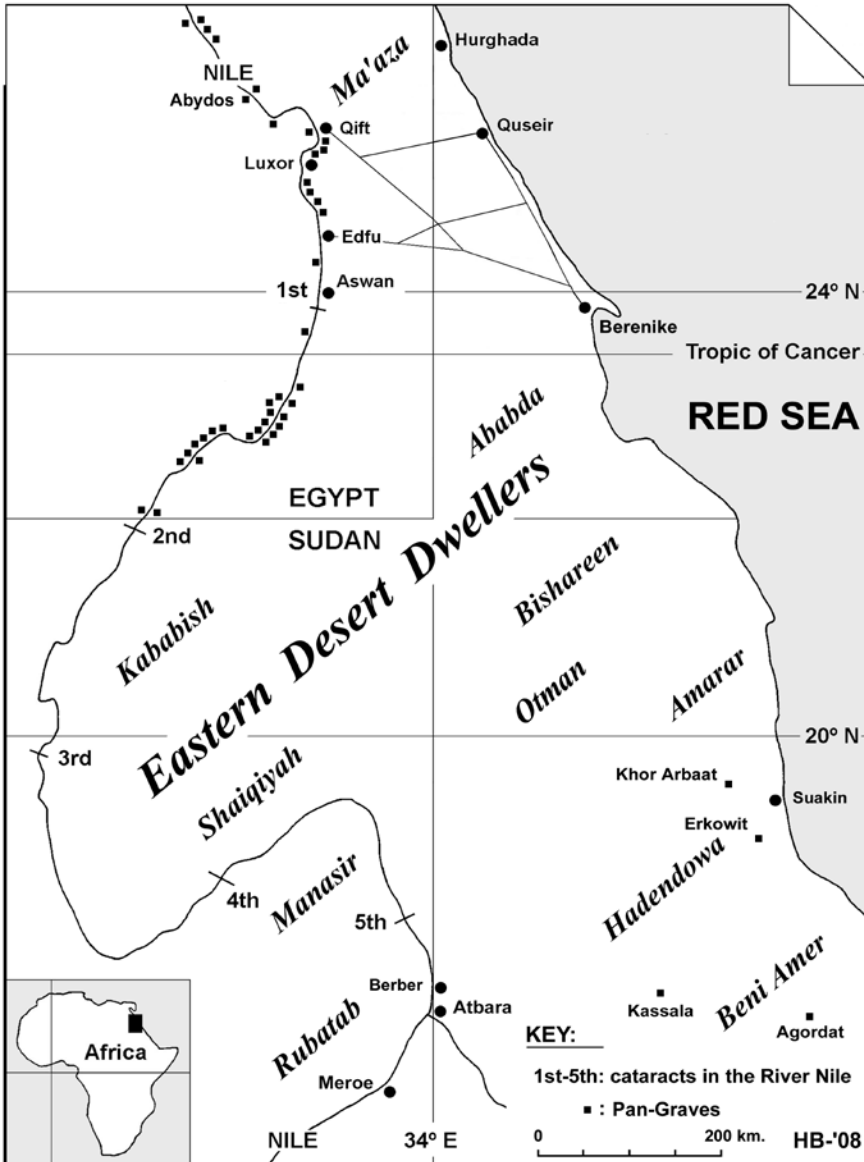 Hurghada
Ma'aza
NILE
Abydos
Qift
Quseir
Luxor
Edfu
Aswan
1st
24º N
Berenike
Tropic of Cancer
Ababda
RED SEA
EGYPT
SUDAN
2nd
Eastern Desert Dwellers
Bishareen
Kababish
Otman
Amarar
20º N
3rd
Khor Arbaat
Suakin
Shaiqiyah
Erkowit
Hadendowa
4th
Manasir
5th
Beni Amer
Berber
Atbara
Kassala
Agordat
Africa
Rubatab
KEY:
1st-5th: cataracts in the River Nile
Meroe
: Pan-Graves
NILE
34º E
0
200 km.
HB-'08